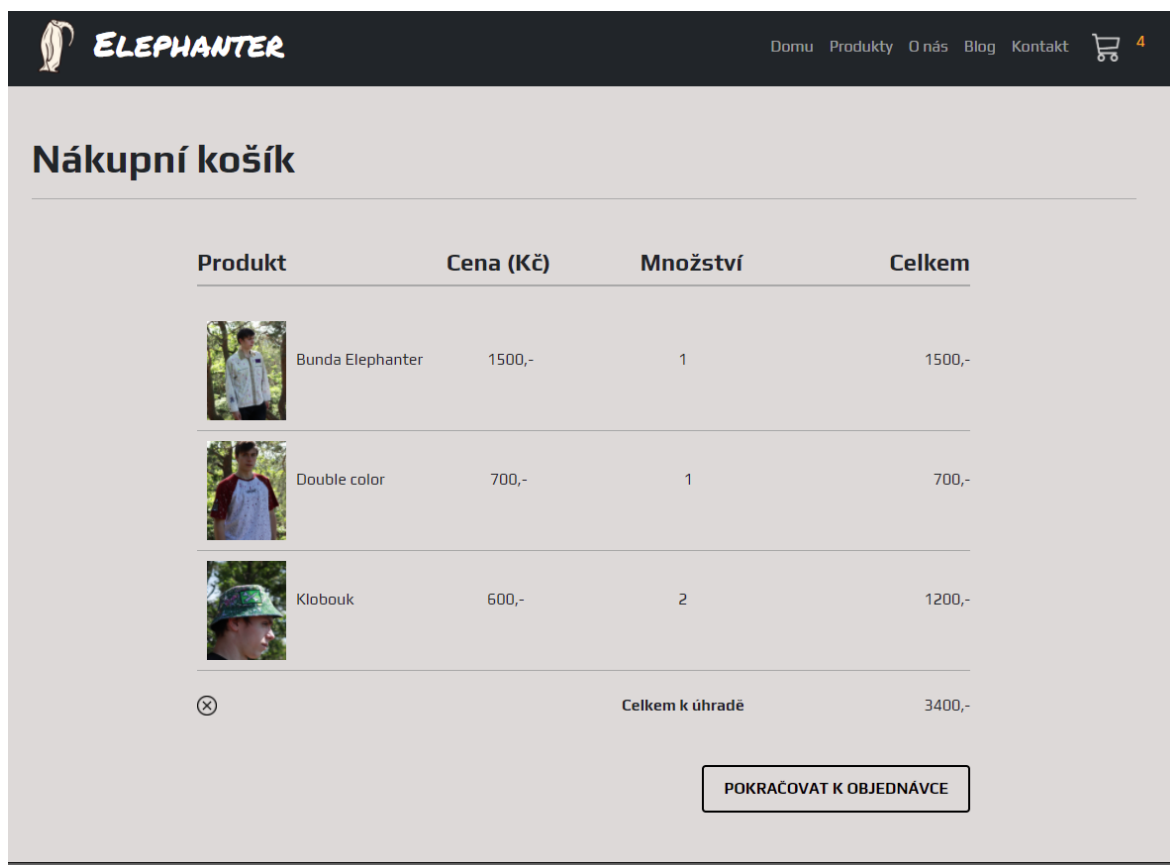 ELEPHANTER
Domu Produkty O nás Blog Kontakt 4
Nákupní košík
Produkt Cena (Kč) Množství Celkem
Bunda Elephanter 1500,- 1 1500,-
Double color 700,- 1 700,-
Klobouk 600,- 2 1200,-
Celkem k úhradě 3400,-
POKRAČOVAT K OBJEDNÁVCE